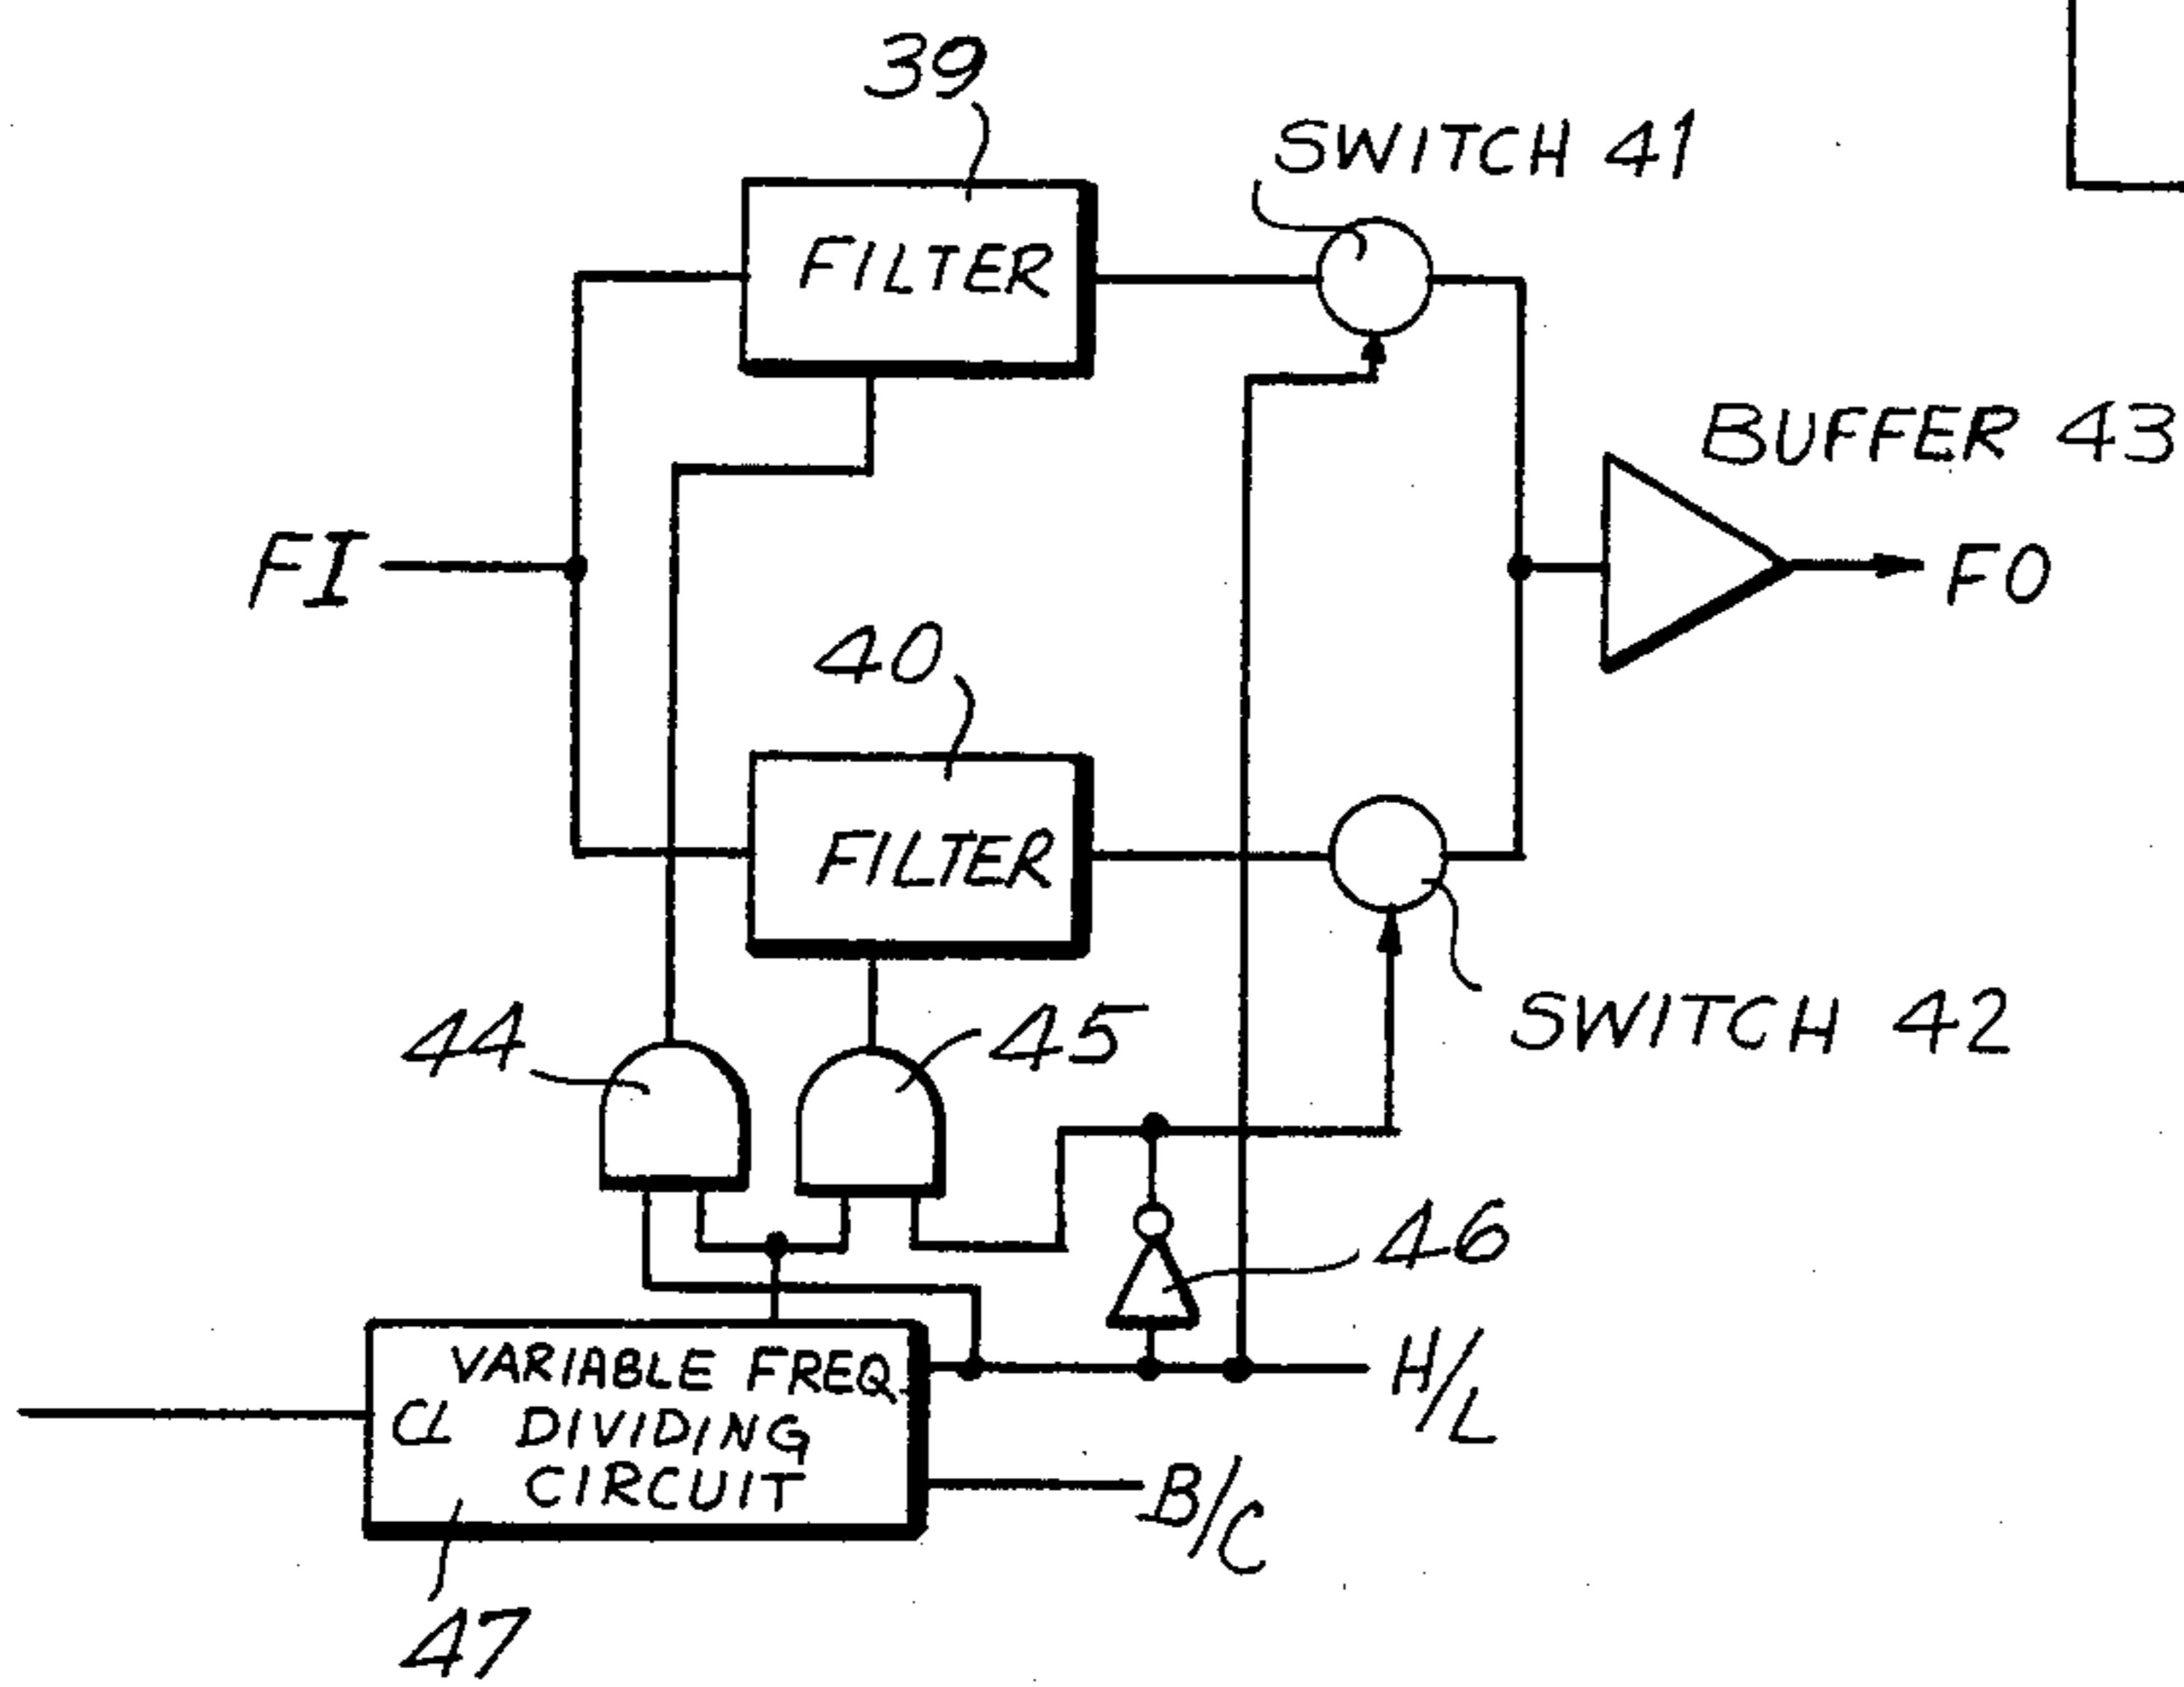 39
SWITCH 41
FILTER
BUFFER 43
FI
FO
40
FILTER
SWITCH 42
44
45
46
VARIABLE FREQ.
CL DIVIDING
CIRCUIT
H/L
B/C
47